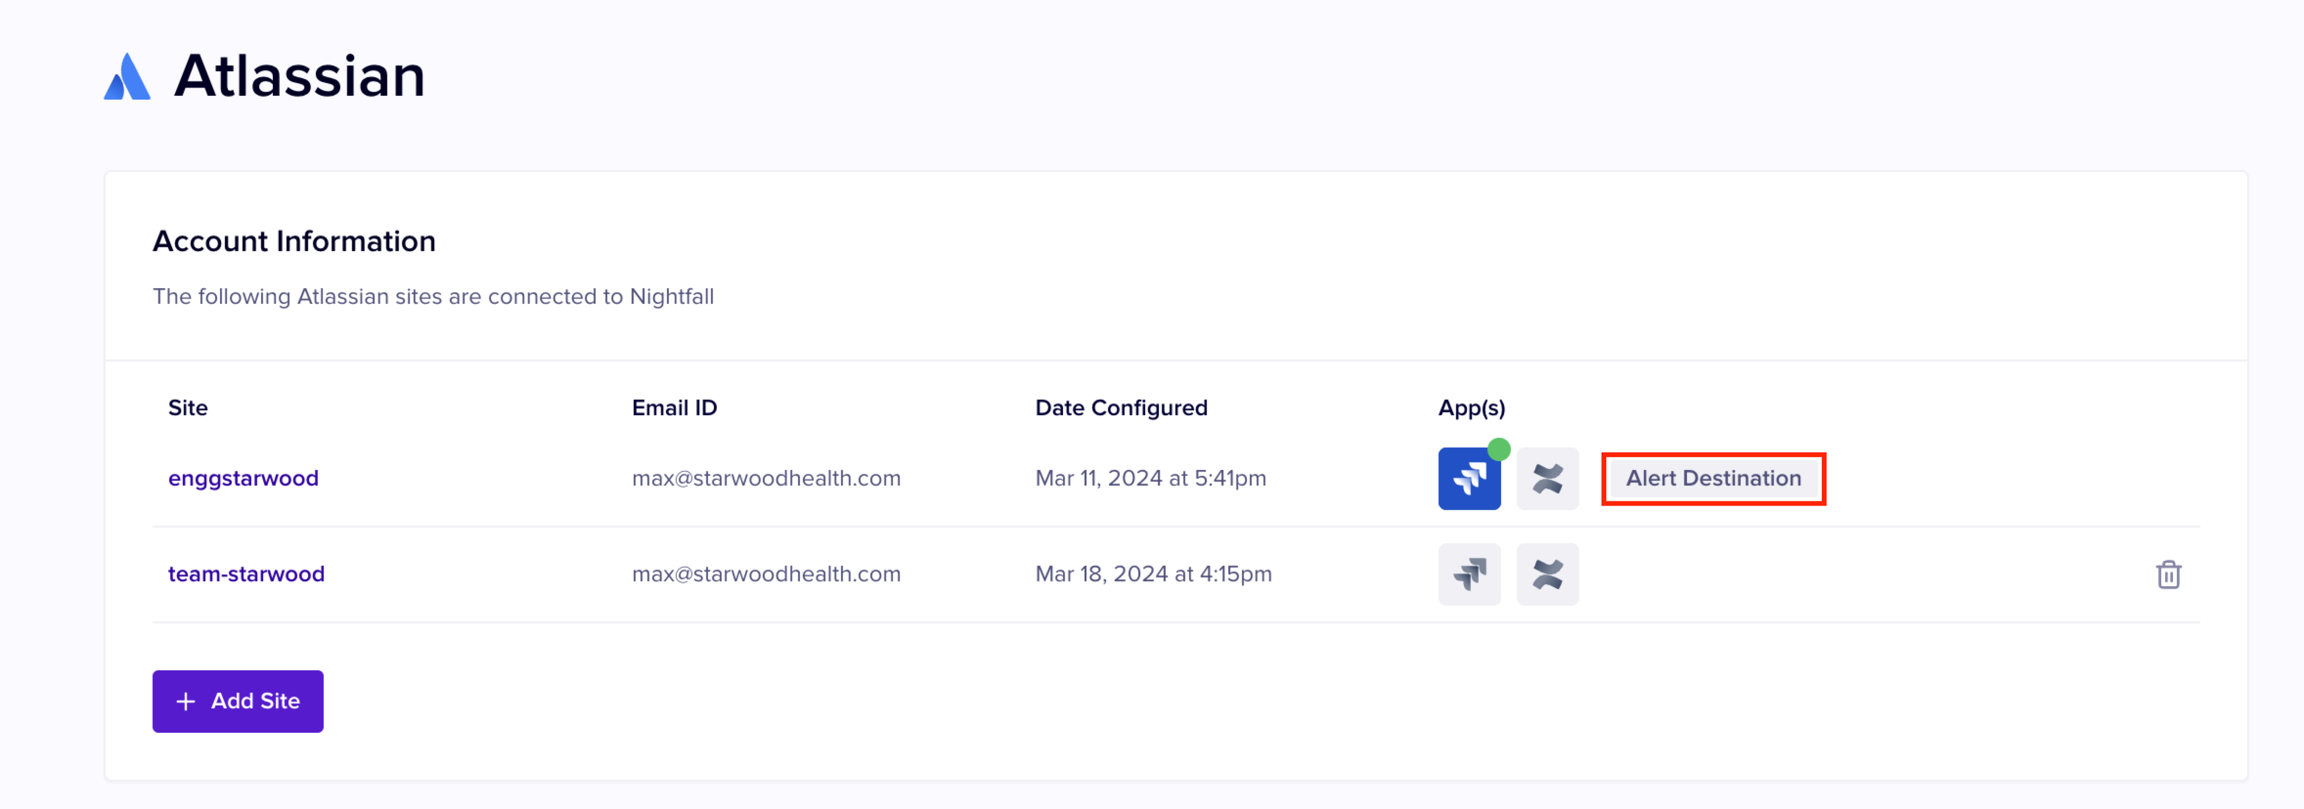 Atlassian
Account Information
The following Atlassian sites are connected to Nightfall
Site Email ID Date Configured App(s)
enggstarwood max@starwoodhealth.com Mar 11, 2024 at 5:41pm Alert Destination
team-starwood max@starwoodhealth.com Mar 18, 2024 at 4:15pm
+ Add Site